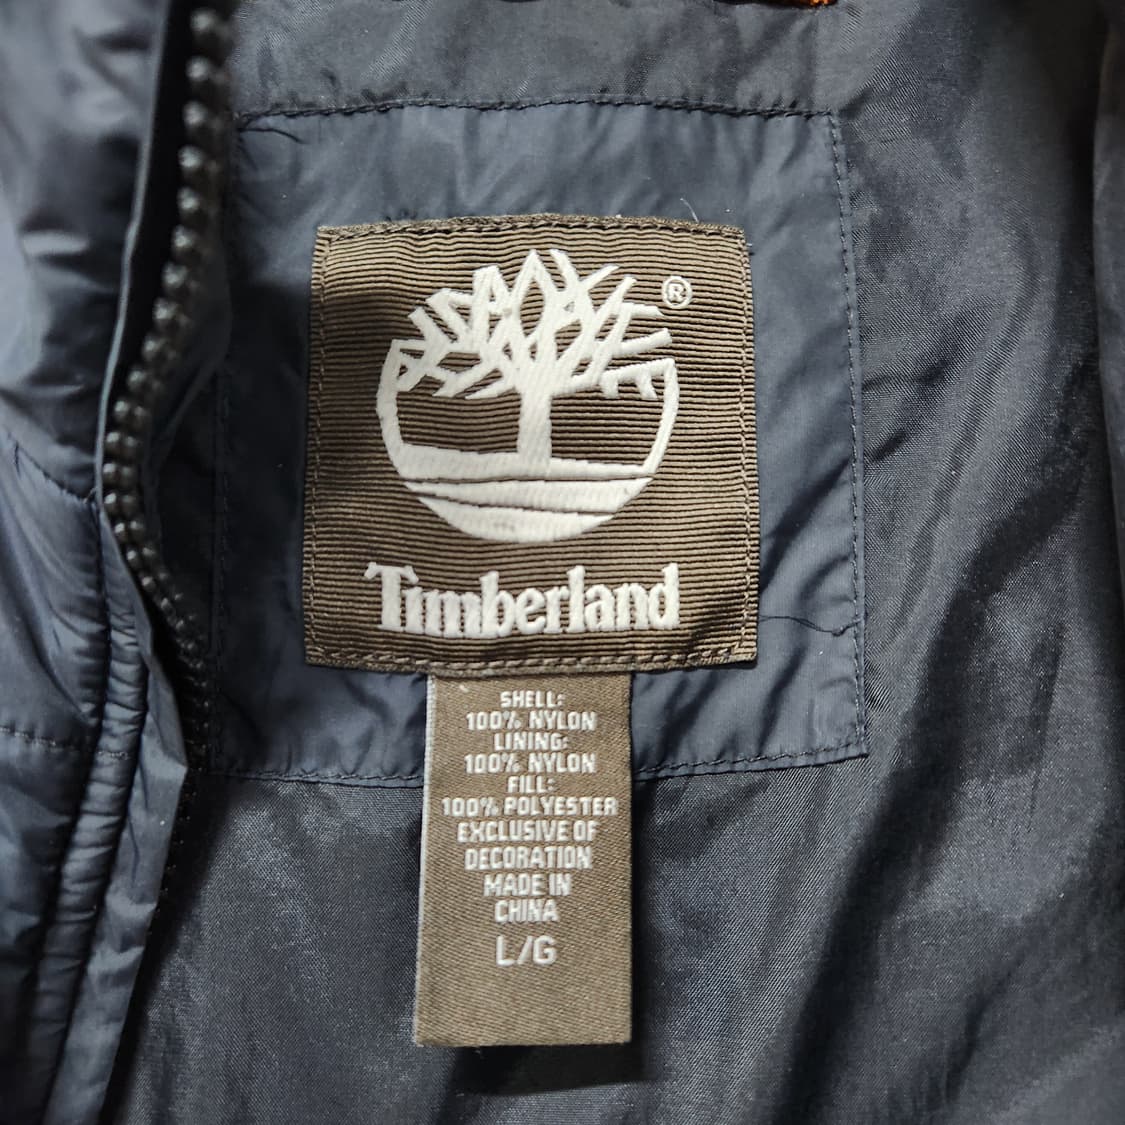 ®
Timberland
SHELL:
100% NYLON
LINING:
100% NYLON
FILL:
100% POLYESTER
EXCLUSIVE OF
DECORATION
MADE IN
CHINA
L/G